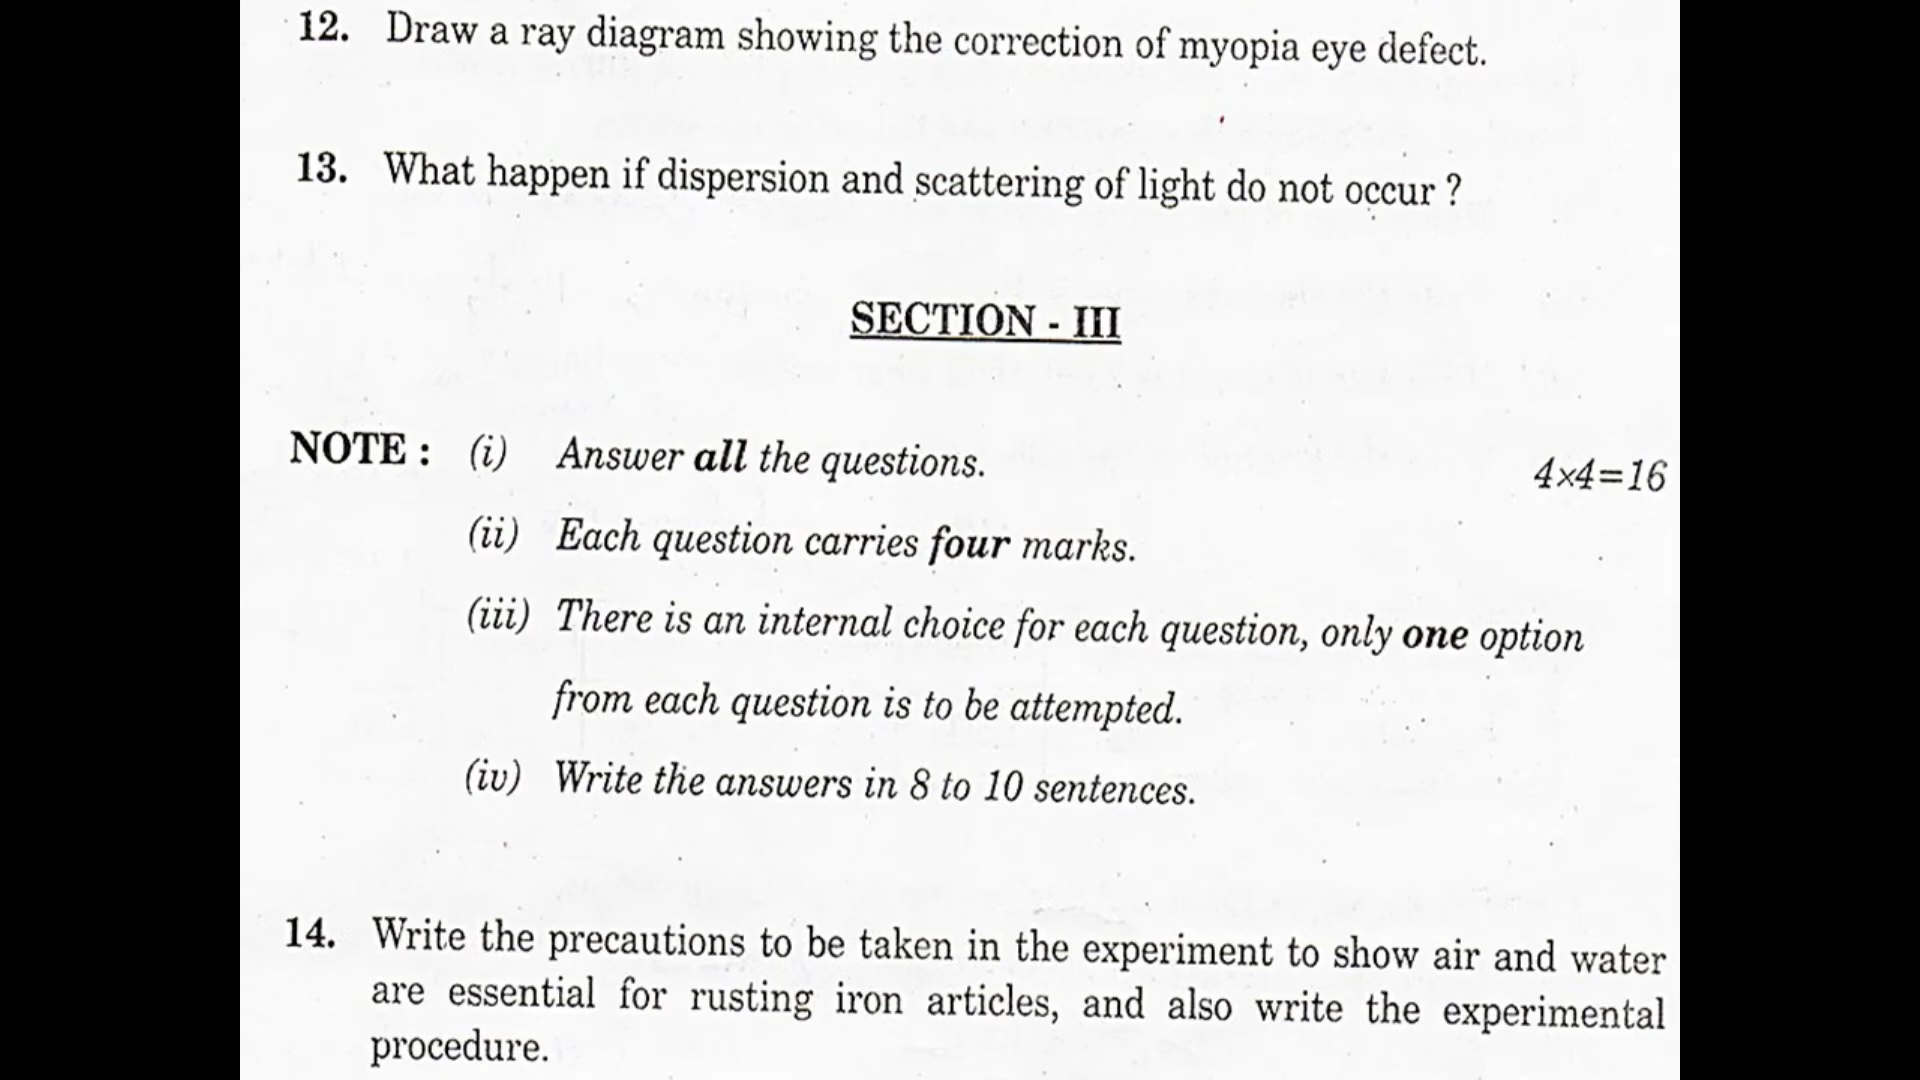 12. Draw a ray diagram showing the correction of myopia eye defect.
13. What happen if dispersion and scattering of light do not occur ?
SECTION - III
NOTE : (i) Answer all the questions. 4×4=16
(ii) Each question carries four marks.
(iii) There is an internal choice for each question, only one option
from each question is to be attempted.
(iv) Write the answers in 8 to 10 sentences.
14. Write the precautions to be taken in the experiment to show air and water
are essential for rusting iron articles, and also write the experimental
procedure.